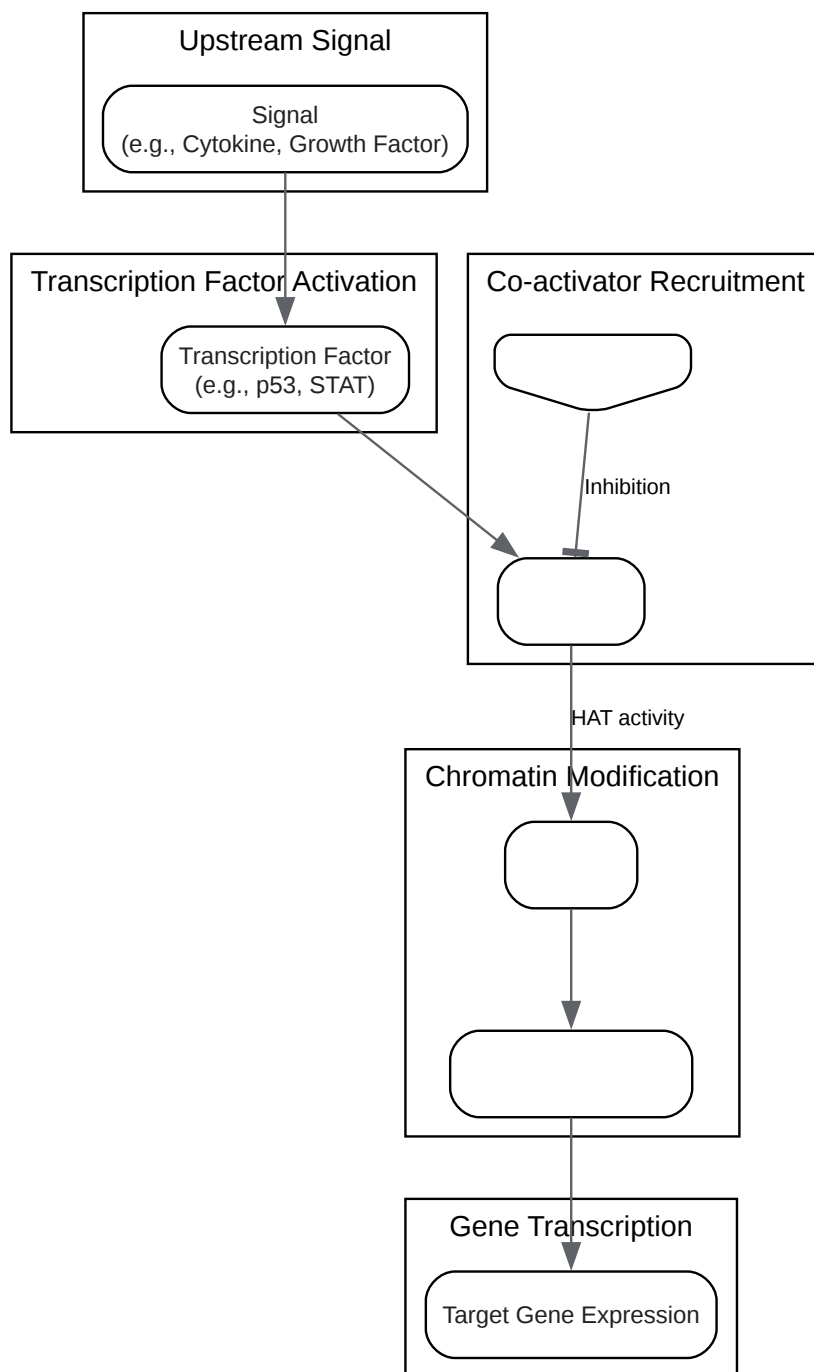 Upstream Signal
Signal
(e.g., Cytokine, Growth Factor)
Transcription Factor Activation
Transcription Factor
(e.g., p53, STAT)
Co-activator Recruitment
Inhibition
HAT activity
Chromatin Modification
Gene Transcription
Target Gene Expression